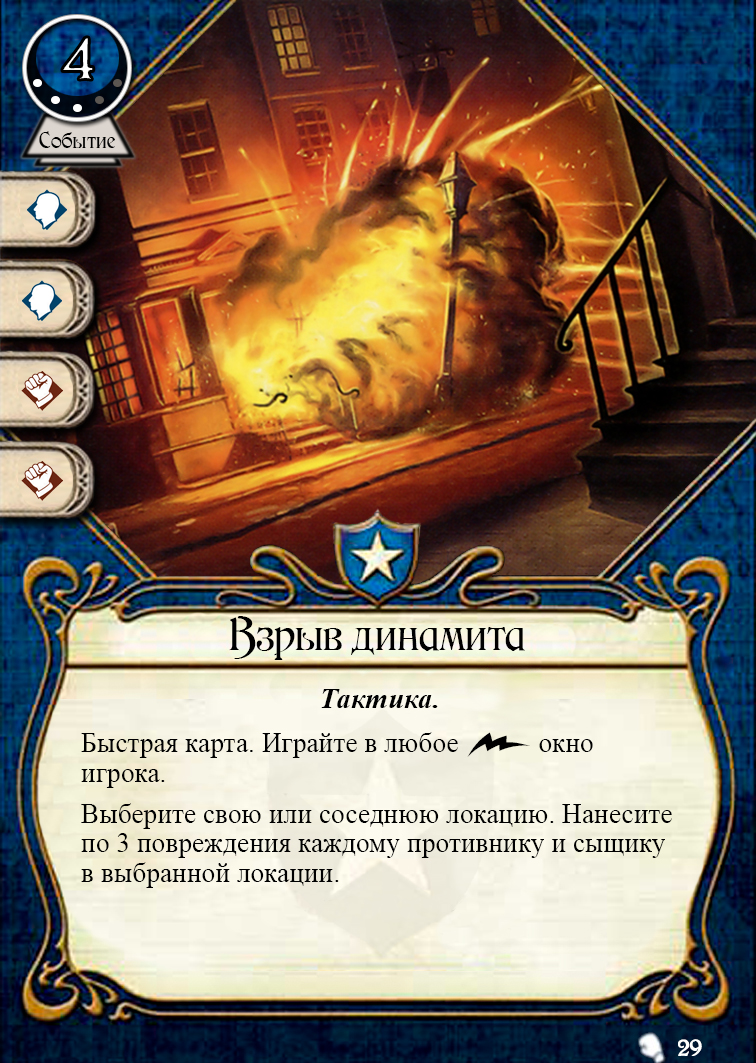 4
Событие
Взрыв динамита
Тактика.
Быстрая карта. Играйте в любое окно
игрока.
Выберите свою или соседнюю локацию. Нанесите
по 3 повреждения каждому противнику и сыщику
в выбранной локации.
29